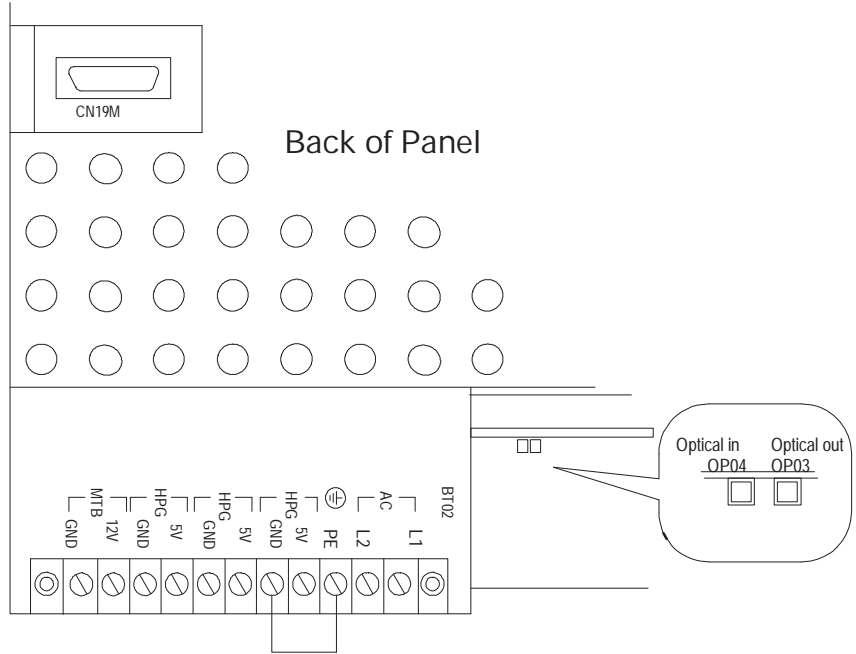 CN19M
Back of Panel
Optical in Optical out
OP04 OP03
MTB HPG HPG HPG AC BT02
GND 12V GND 5V GND 5V GND 5V PE L2 L1